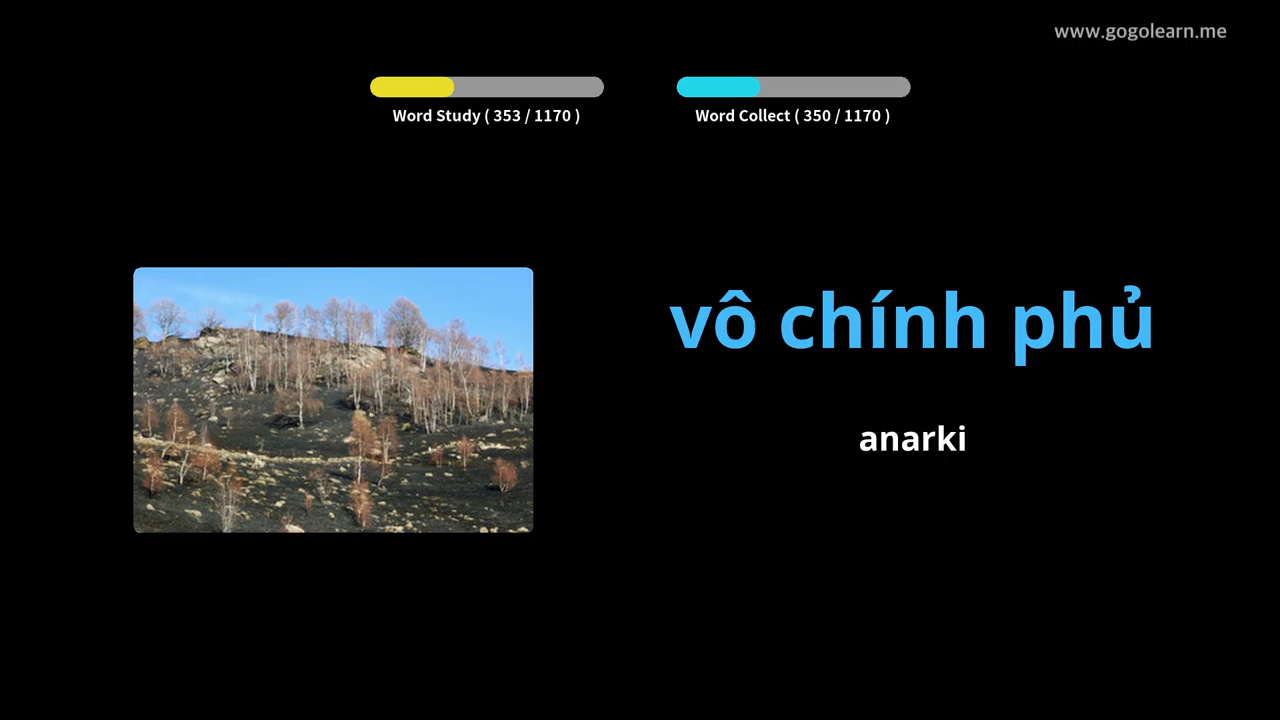 www.gogolearn.me
Word Study ( 353 / 1170 )
Word Collect ( 350 / 1170 )
vô chính phủ
anarki